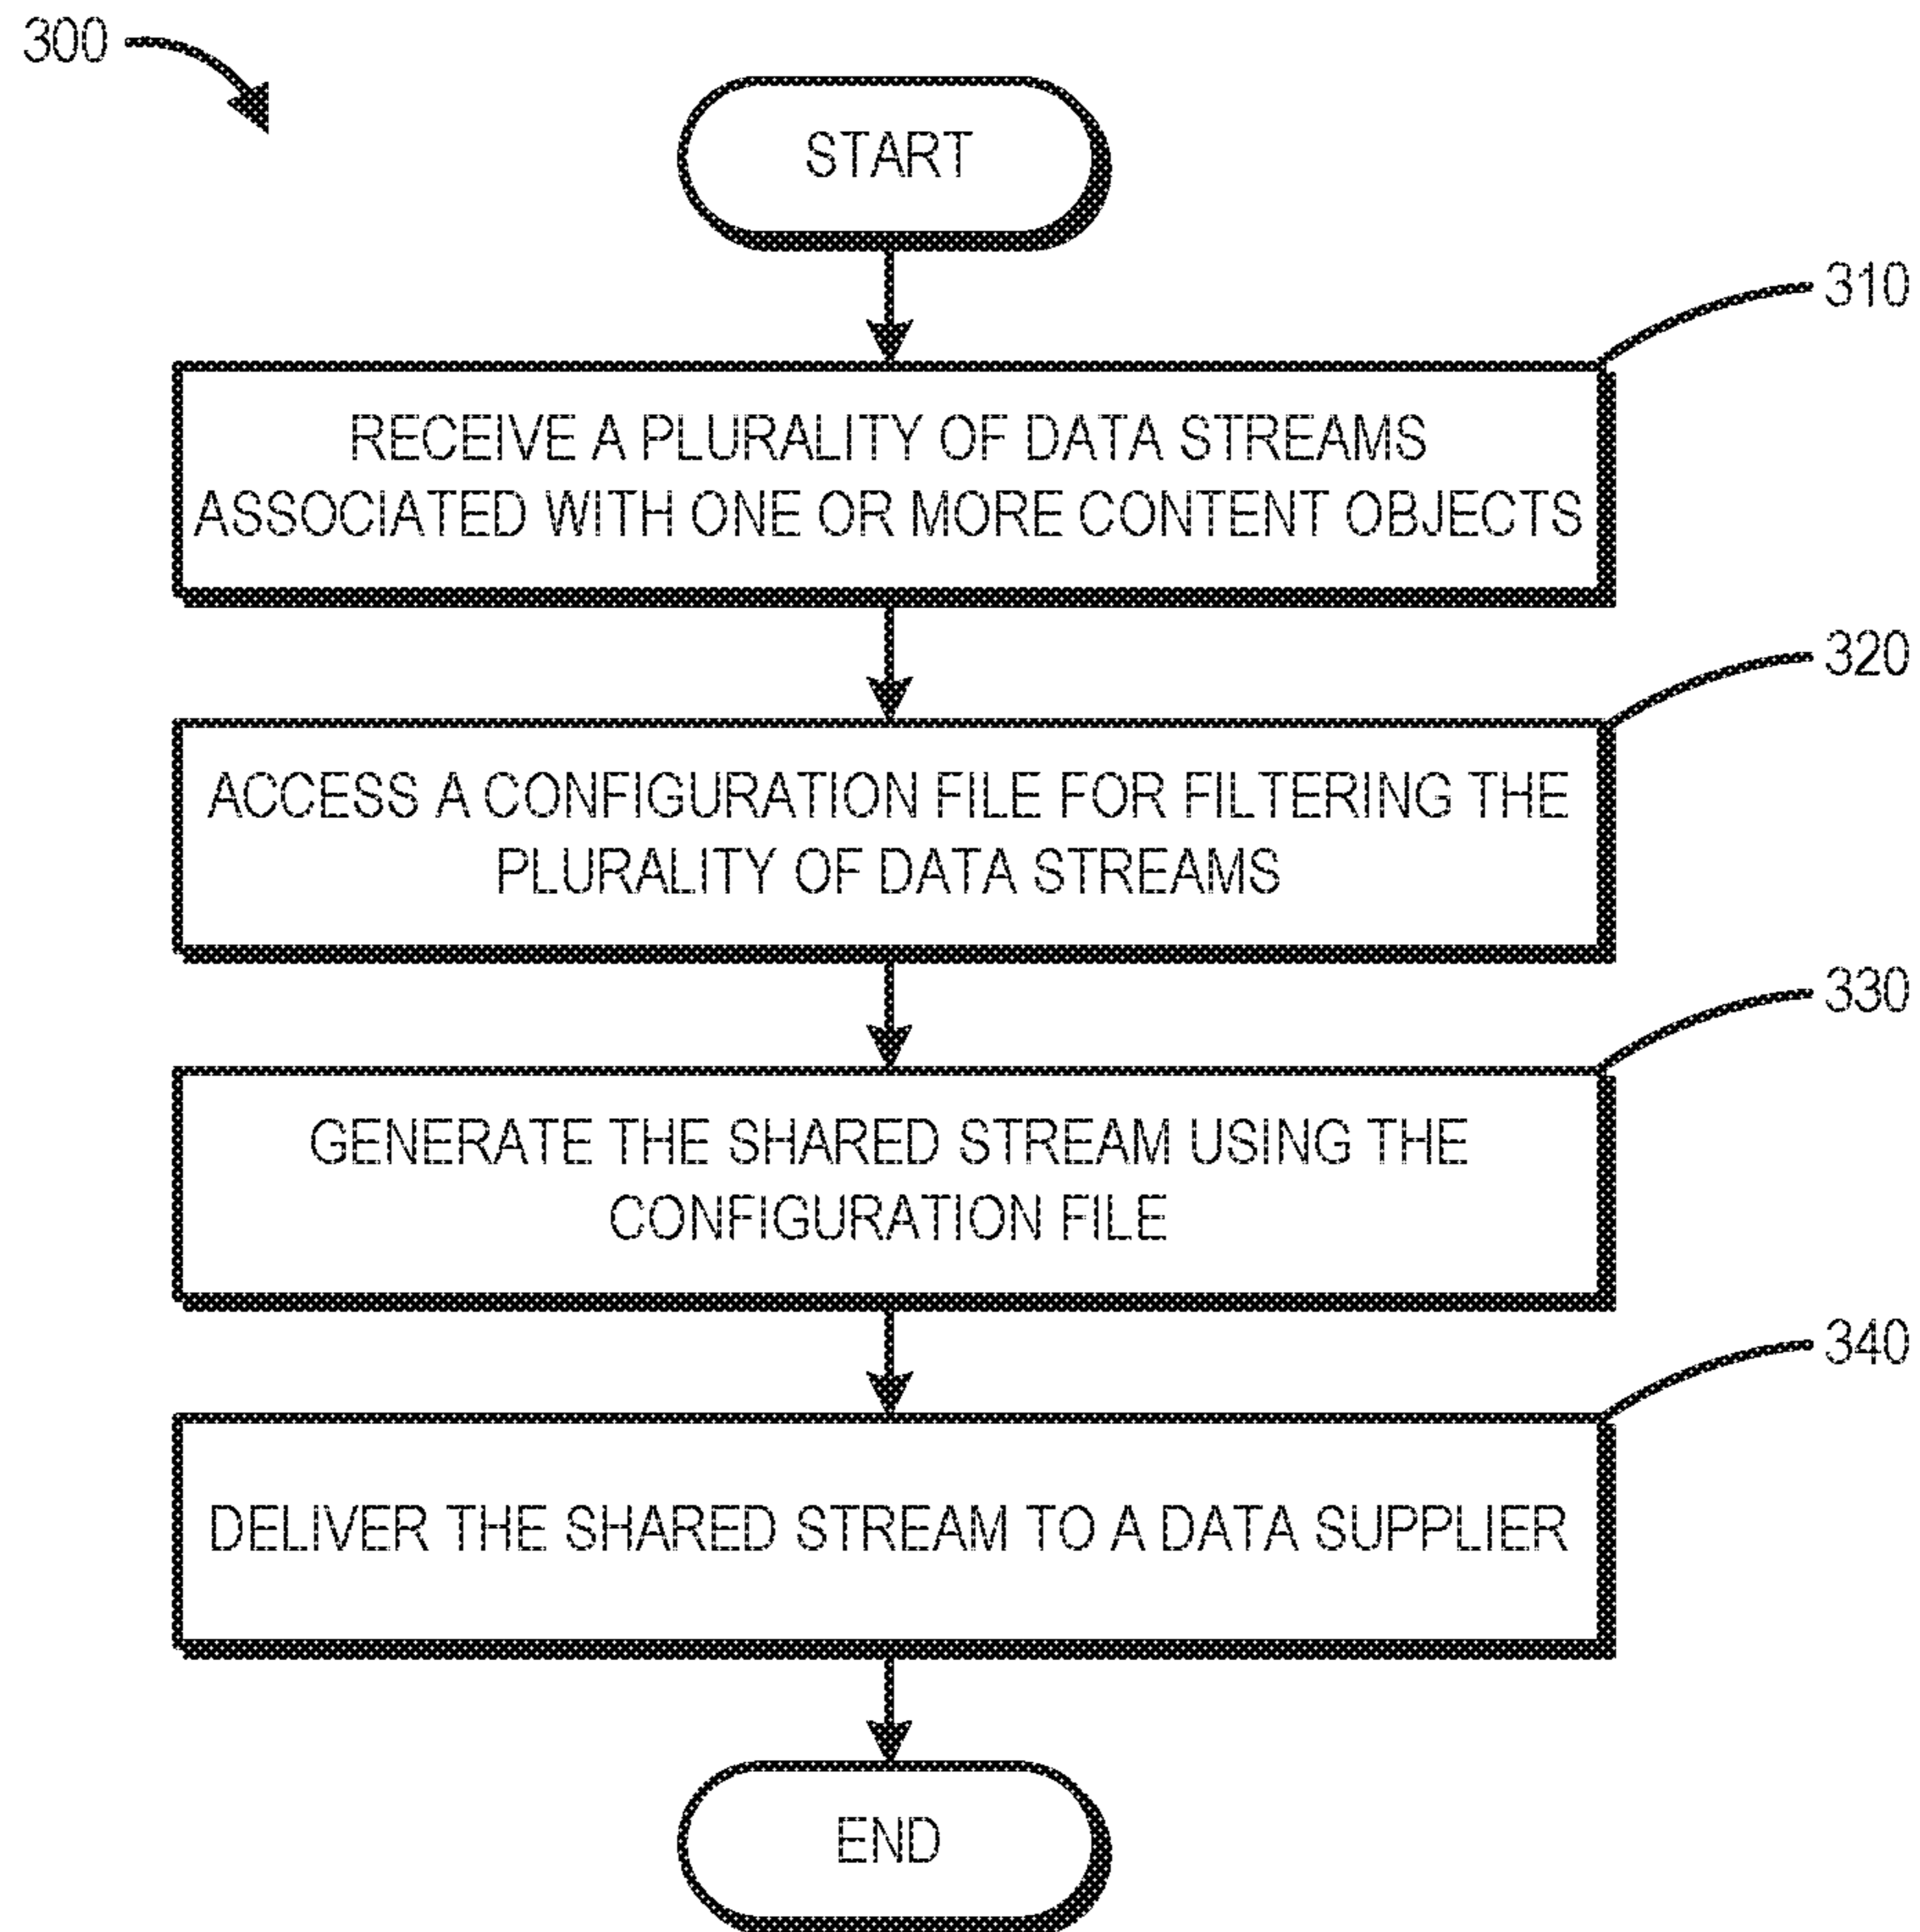 300
START
310
RECEIVE A PLURALITY OF DATA STREAMS
ASSOCIATED WITH ONE OR MORE CONTENT OBJECTS
320
ACCESS A CONFIGURATION FILE FOR FILTERING THE
PLURALITY OF DATA STREAMS
330
GENERATE THE SHARED STREAM USING THE
CONFIGURATION FILE
340
DELIVER THE SHARED STREAM TO A DATA SUPPLIER
END